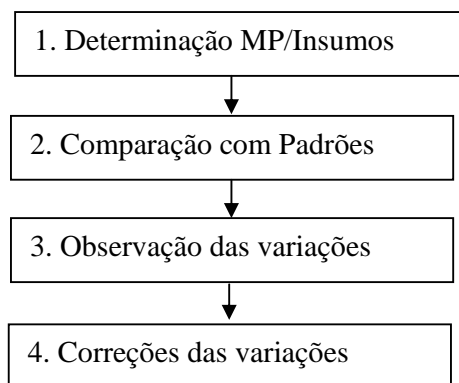 1. Determinação MP/Insumos
2. Comparação com Padrões
3. Observação das variações
4. Correções das variações